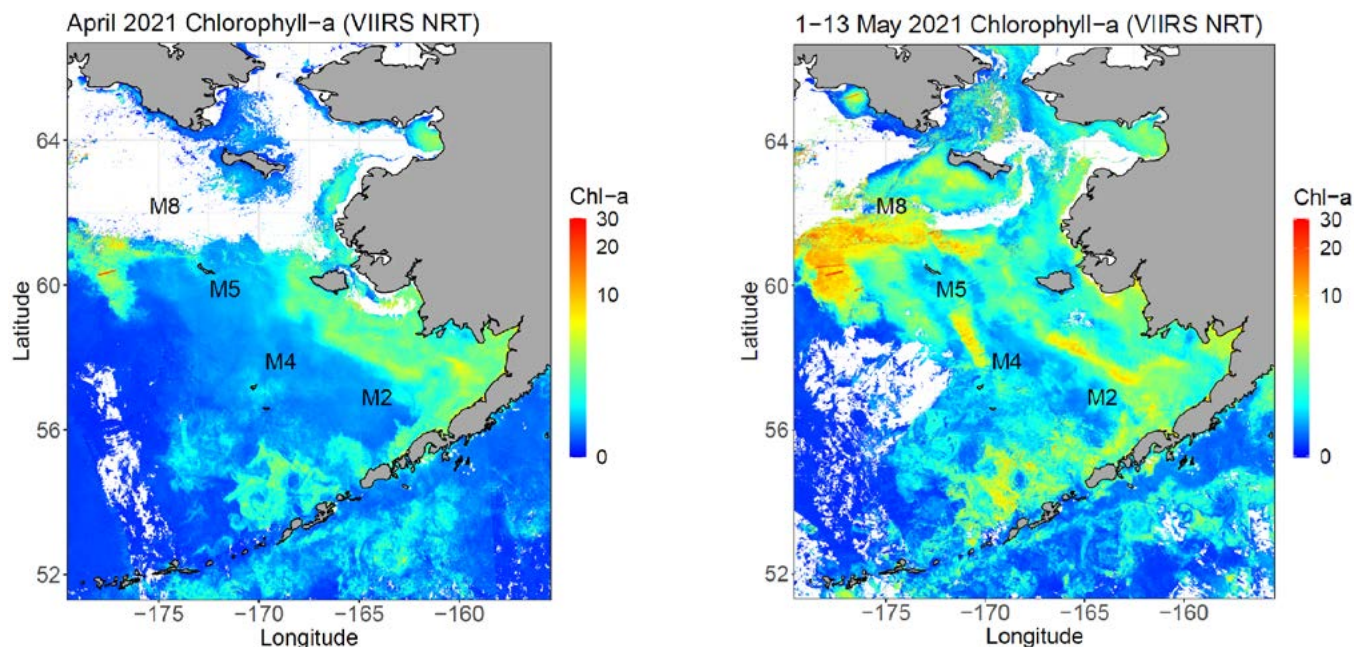 April 2021 Chlorophyll-a (VIIRS NRT)
64
60
56
52
Latitude
M8
M5
M4
M2
-175
-170
-165
-160
Longitude
Chl-a
30
20
10
0
1-13 May 2021 Chlorophyll-a (VIIRS NRT)
64
60
56
52
Latitude
M8
M5
M4
M2
-175
-170
-165
-160
Longitude
Chl-a
30
20
10
0